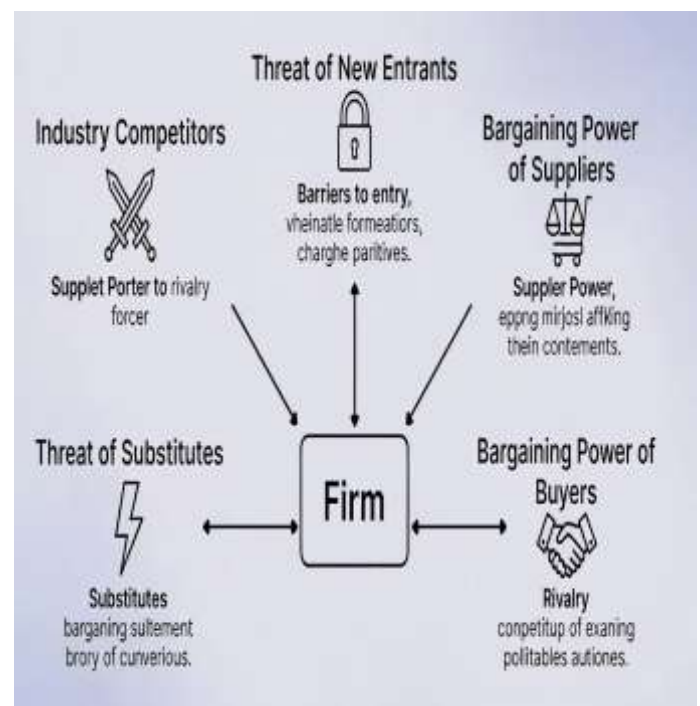 Threat of New Entrants
Barriers to entry,
vheinatle formeatiors,
charghe paritives.
Industry Competitors
Supplet Porter to rivalry
forcer
Bargaining Power
of Suppliers
Suppler Power,
eppng mirjosl affking
thein contements.
Firm
Threat of Substitutes
Substitutes
barganing sultement
brory of cunverious.
Bargaining Power of
Buyers
Rivalry
conpetitup of exaning
politables autiones.